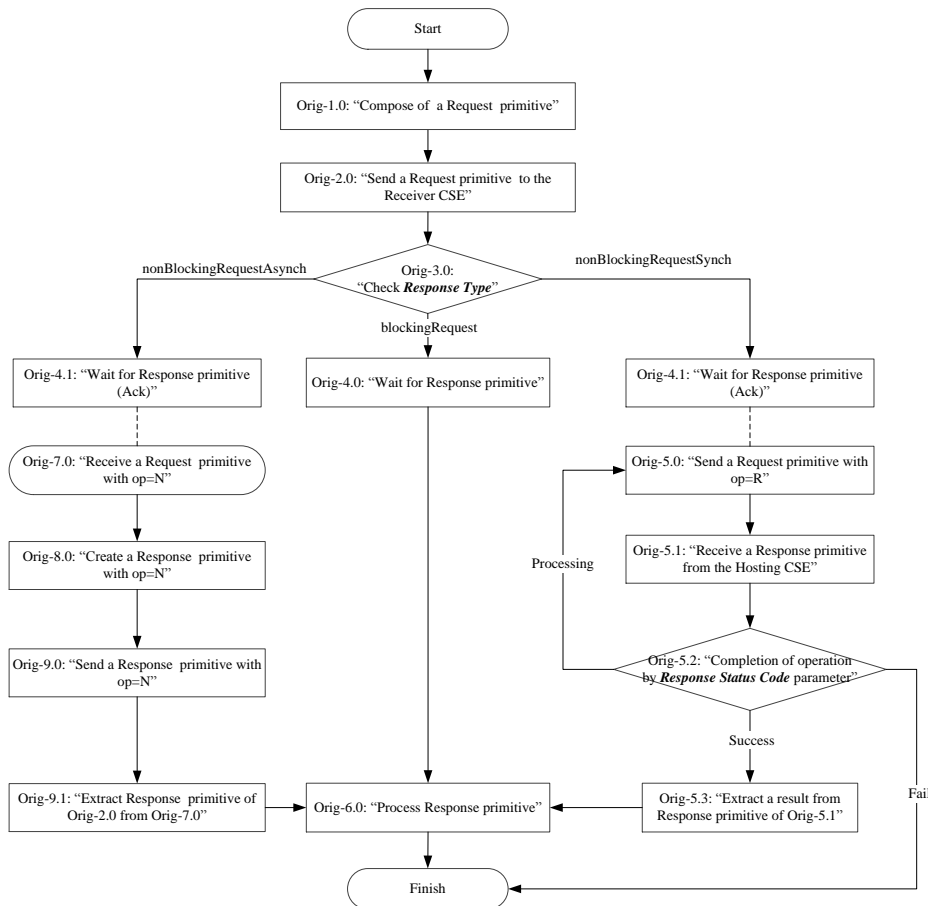 Start
Orig-1.0: “Compose of a Request primitive”
Orig-2.0: “Send a Request primitive to the
Receiver CSE”
nonBlockingRequestAsynch
Orig-3.0:
“Check Response Type”
nonBlockingRequestSynch
blockingRequest
Orig-4.1: “Wait for Response primitive
(Ack)”
Orig-4.0: “Wait for Response primitive”
Orig-4.1: “Wait for Response primitive
(Ack)”
Orig-7.0: “Receive a Request primitive
with op=N”
Orig-5.0: “Send a Request primitive with
op=R”
Orig-8.0: “Create a Response primitive
with op=N”
Processing
Orig-5.1: “Receive a Response primitive
from the Hosting CSE”
Orig-9.0: “Send a Response primitive with
op=N”
Orig-5.2: “Completion of operation
by Response Status Code parameter”
Success
Orig-9.1: “Extract Response primitive of
Orig-2.0 from Orig-7.0”
Orig-6.0: “Process Response primitive”
Orig-5.3: “Extract a result from
Response primitive of Orig-5.1”
Fail
Finish